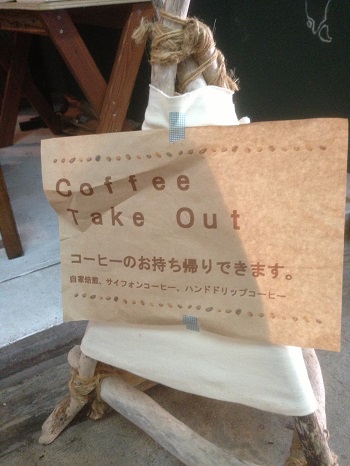 Coffee
Take Out
コーヒーのお持ち帰りできます。
自家焙煎、サイフォンコーヒー、ハンドドリップコーヒー